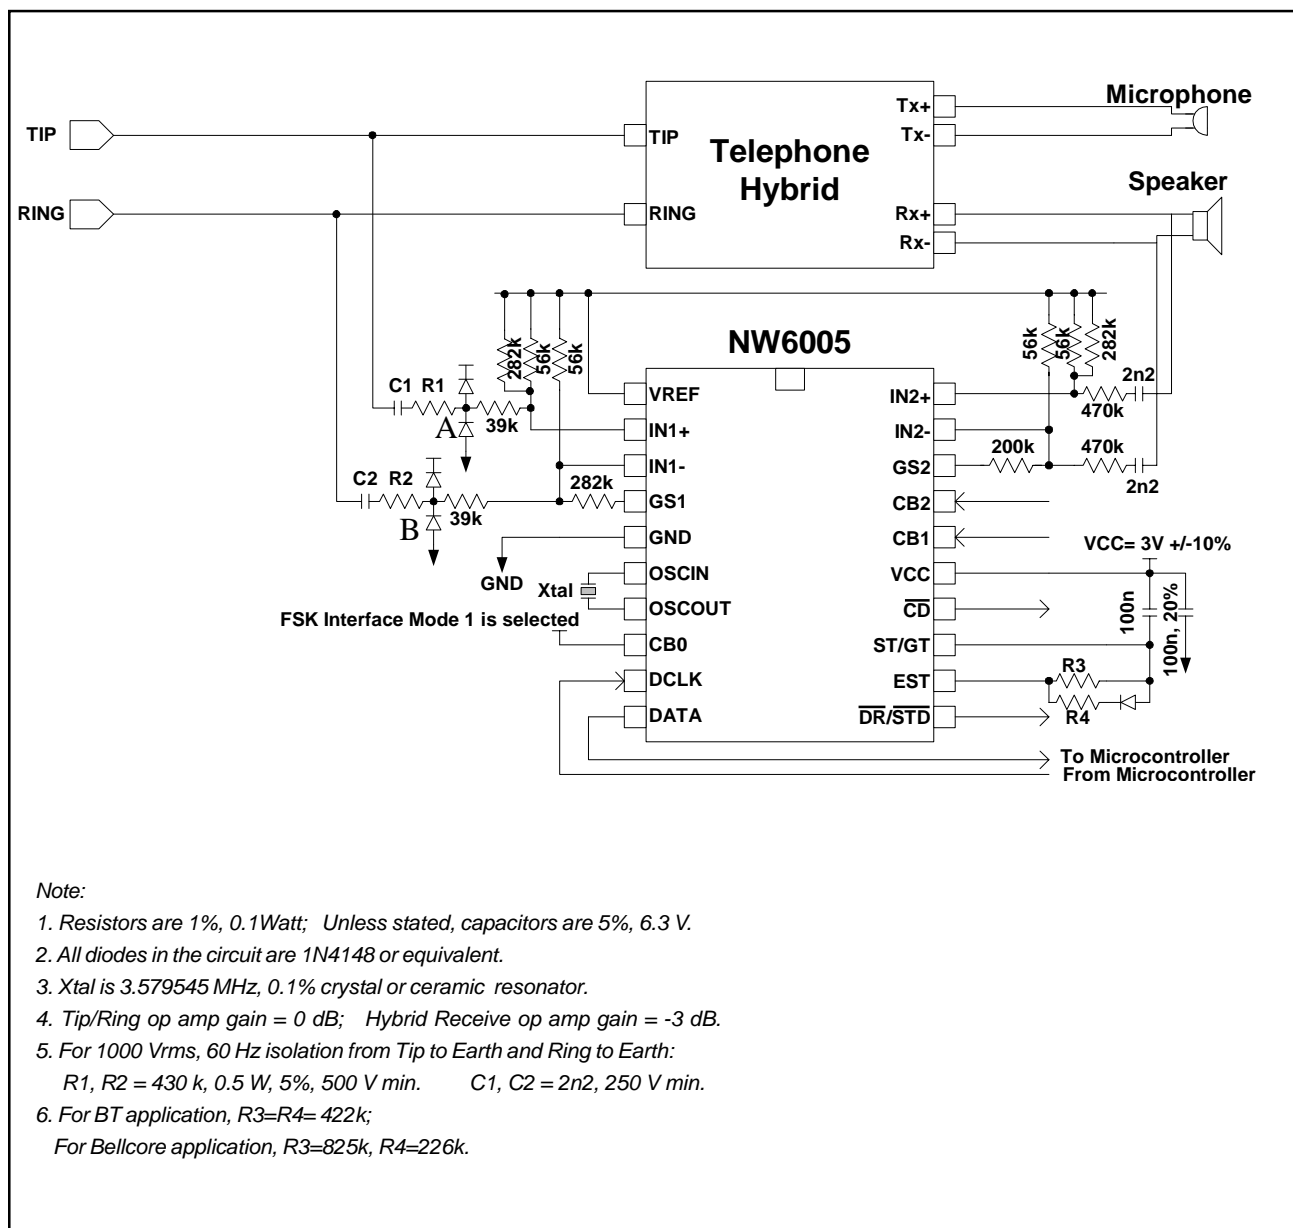 Microphone
Tx+
TIP
TIP
Tx-
Telephone
Hybrid
Speaker
RING
RING
Rx+
Rx-
282k
56k
56k
NW6005
56k
56k
282k
C1 R1
A
39k
VREF
IN2+
2n2
470k
IN1+
IN2-
C2 R2
B
39k
IN1-
GS2
200k
470k
2n2
282k
GS1
CB2
GND
GND
CB1
VCC= 3V +/-10%
Xtal
OSCIN
VCC
OSCOUT
CD
100n
100n, 20%
FSK Interface Mode 1 is selected
CB0
ST/GT
DCLK
EST
R3
R4
DATA
DR/STD
To Microcontroller
From Microcontroller
Note:
1. Resistors are 1%, 0.1Watt; Unless stated, capacitors are 5%, 6.3 V.
2. All diodes in the circuit are 1N4148 or equivalent.
3. Xtal is 3.579545 MHz, 0.1% crystal or ceramic resonator.
4. Tip/Ring op amp gain = 0 dB; Hybrid Receive op amp gain = -3 dB.
5. For 1000 Vrms, 60 Hz isolation from Tip to Earth and Ring to Earth:
R1, R2 = 430 k, 0.5 W, 5%, 500 V min. C1, C2 = 2n2, 250 V min.
6. For BT application, R3=R4= 422k;
For Bellcore application, R3=825k, R4=226k.